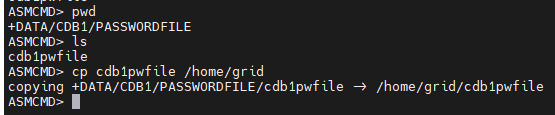 ASMCMD> pwd
+DATA/CDB1/PASSWORDFILE
ASMCMD> ls
cdb1pwfile
ASMCMD> cp cdb1pwfile /home/grid
copying +DATA/CDB1/PASSWORDFILE/cdb1pwfile -> /home/grid/cdb1pwfile
ASMCMD>